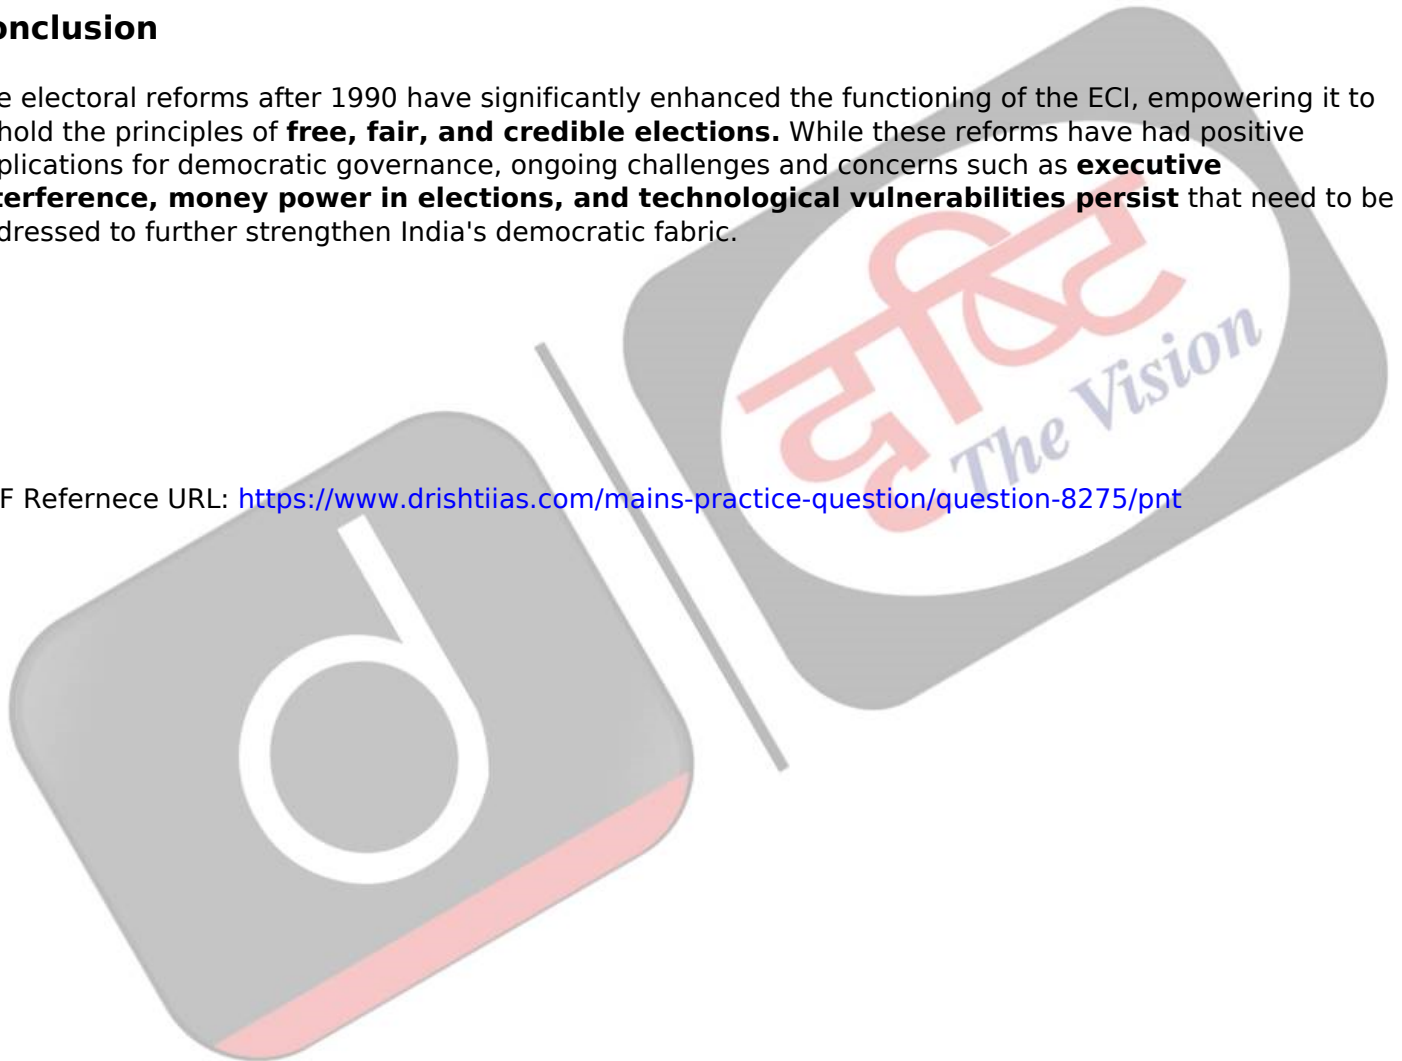 onclusion
e electoral reforms after 1990 have significantly enhanced the functioning of the ECI, empowering it to
hold the principles of free, fair, and credible elections. While these reforms have had positive
plications for democratic governance, ongoing challenges and concerns such as executive
terference, money power in elections, and technological vulnerabilities persist that need to be
dressed to further strengthen India's democratic fabric.
दृष्टि
The Vision
F Refernece URL: https://www.drishtiias.com/mains-practice-question/question-8275/pnt
d